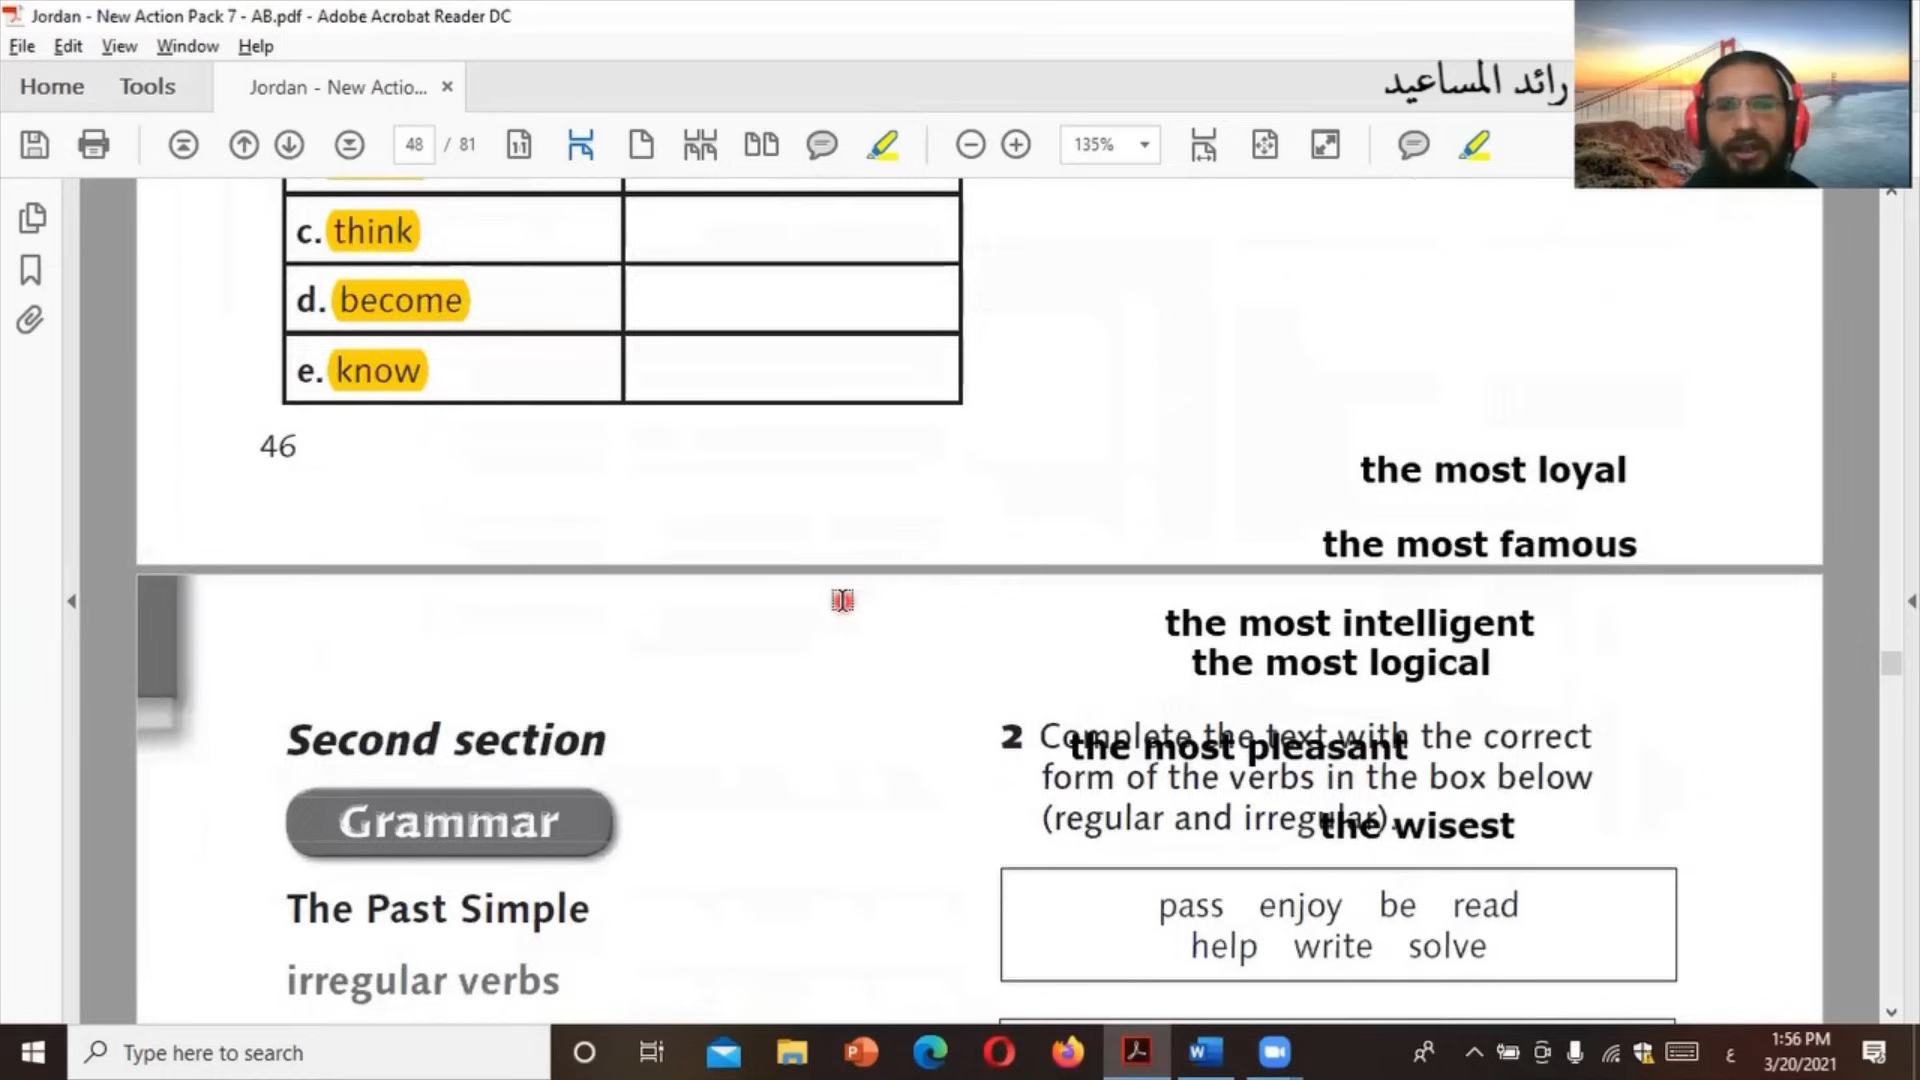 Jordan - New Action Pack 7 - AB.pdf - Adobe Acrobat Reader DC
File Edit View Window Help
Home Tools Jordan - New Actio... ×
رائد المساعيد
48 / 81 135%
c. think
d. become
e. know
46
the most loyal
the most famous
the most intelligent
the most logical
Second section
2 Complete the text with the correct
the most pleasant
form of the verbs in the box below
(regular and irregular).
the wisest
Grammar
The Past Simple
pass enjoy be read
help write solve
irregular verbs
Type here to search
ع
1:56 PM
3/20/2021